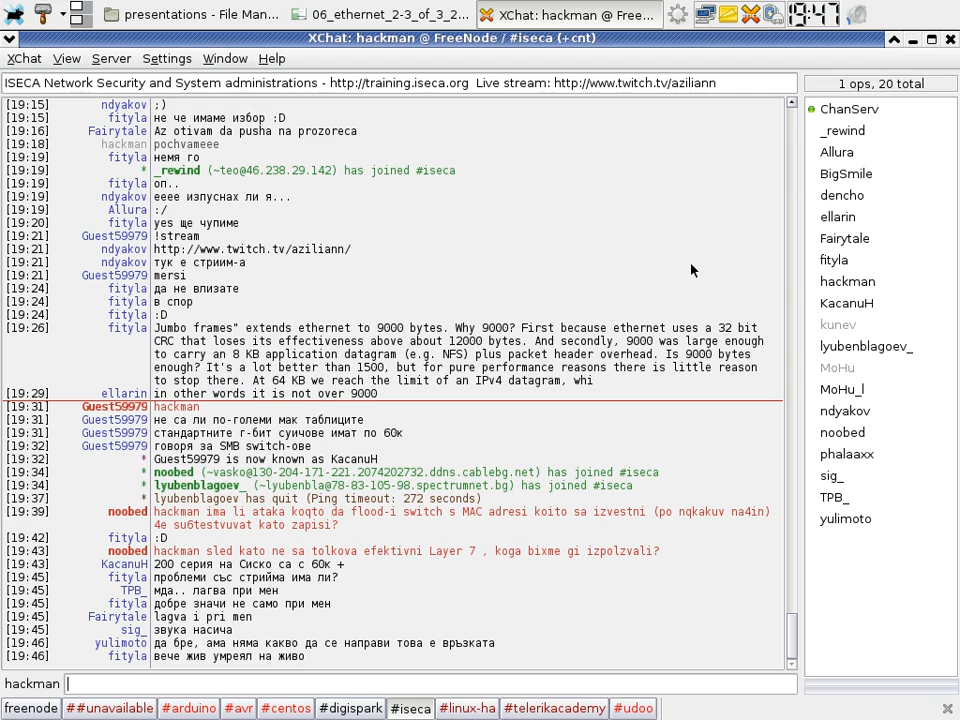 presentations - File Man...
06_ethernet_2-3_of_3_2...
XChat: hackman @ Free...
19:47
XChat: hackman @ FreeNode / #iseca (+cnt)
XChat View Server Settings Window Help
ISECA Network Security and System administrations - http://training.iseca.org Live stream: http://www.twitch.tv/aziliann
1 ops, 20 total
[19:15] ndyakov ;)
[19:15] fityla не че имаме избор :D
[19:16] Fairytale Az otivam da pusha na prozoreca
[19:18] hackman pochvameee
[19:19] fityla немя го
[19:19] * _rewind (~teo@46.238.29.142) has joined #iseca
[19:19] fityla оп..
[19:19] ndyakov ееее изпуснах ли я...
[19:19] Allura :/
[19:20] fityla yes ще чупиме
[19:21] Guest59979 !stream
[19:21] ndyakov http://www.twitch.tv/aziliann/
[19:21] ndyakov тук е стриим-а
[19:21] Guest59979 mersi
[19:24] fityla да не влизате
[19:24] fityla в спор
[19:24] fityla :D
[19:26] fityla Jumbo frames" extends ethernet to 9000 bytes. Why 9000? First because ethernet uses a 32 bit
CRC that loses its effectiveness above about 12000 bytes. And secondly, 9000 was large enough
to carry an 8 KB application datagram (e.g. NFS) plus packet header overhead. Is 9000 bytes
enough? It's a lot better than 1500, but for pure performance reasons there is little reason
to stop there. At 64 KB we reach the limit of an IPv4 datagram, whi
[19:29] ellarin in other words it is not over 9000
[19:31] Guest59979 hackman
[19:31] Guest59979 не са ли по-големи мак таблиците
[19:31] Guest59979 стандартните г-бит суичове имат по 60к
[19:32] Guest59979 говоря за SMB switch-ове
[19:32] * Guest59979 is now known as KacanuH
[19:34] * noobed (~vasko@130-204-171-221.2074202732.ddns.cablebg.net) has joined #iseca
[19:34] * lyubenblagoev_ (~lyubenbla@78-83-105-98.spectrumnet.bg) has joined #iseca
[19:37] * lyubenblagoev has quit (Ping timeout: 272 seconds)
[19:39] noobed hackman ima li ataka koqto da flood-i switch s MAC adresi koito sa izvestni (po nqkakuv na4in)
4e su6testvuvat kato zapisi?
[19:42] fityla :D
[19:43] noobed hackman sled kato ne sa tolkova efektivni Layer 7 , koga bixme gi izpolzvali?
[19:43] KacanuH 200 серия на Сиско са с 60к +
[19:45] fityla проблеми със стрийма има ли?
[19:45] TPB_ мда.. лагва при мен
[19:45] fityla добре значи не само при мен
[19:45] Fairytale lagva i pri men
[19:45] sig_ звука насича
[19:46] yulimoto да бре, ама няма какво да се направи това е връзката
[19:46] fityla вече жив умреял на живо
ChanServ
_rewind
Allura
BigSmile
dencho
ellarin
Fairytale
fityla
hackman
KacanuH
kunev
lyubenblagoev_
MoHu
MoHu_l
ndyakov
noobed
phalaaxx
sig_
TPB_
yulimoto
hackman
freenode ##unavailable #arduino #avr #centos #digispark #iseca #linux-ha #telerikacademy #udoo